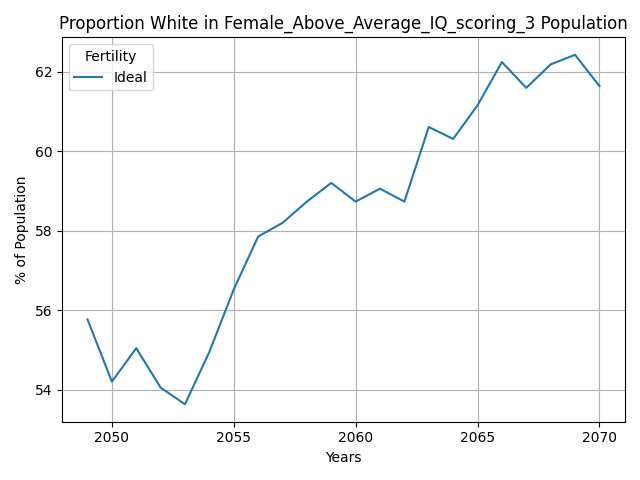 Proportion White in Female_Above_Average_IQ_scoring_3 Population
Fertility
Ideal
% of Population
62
60
58
56
54
2050 2055 2060 2065 2070
Years